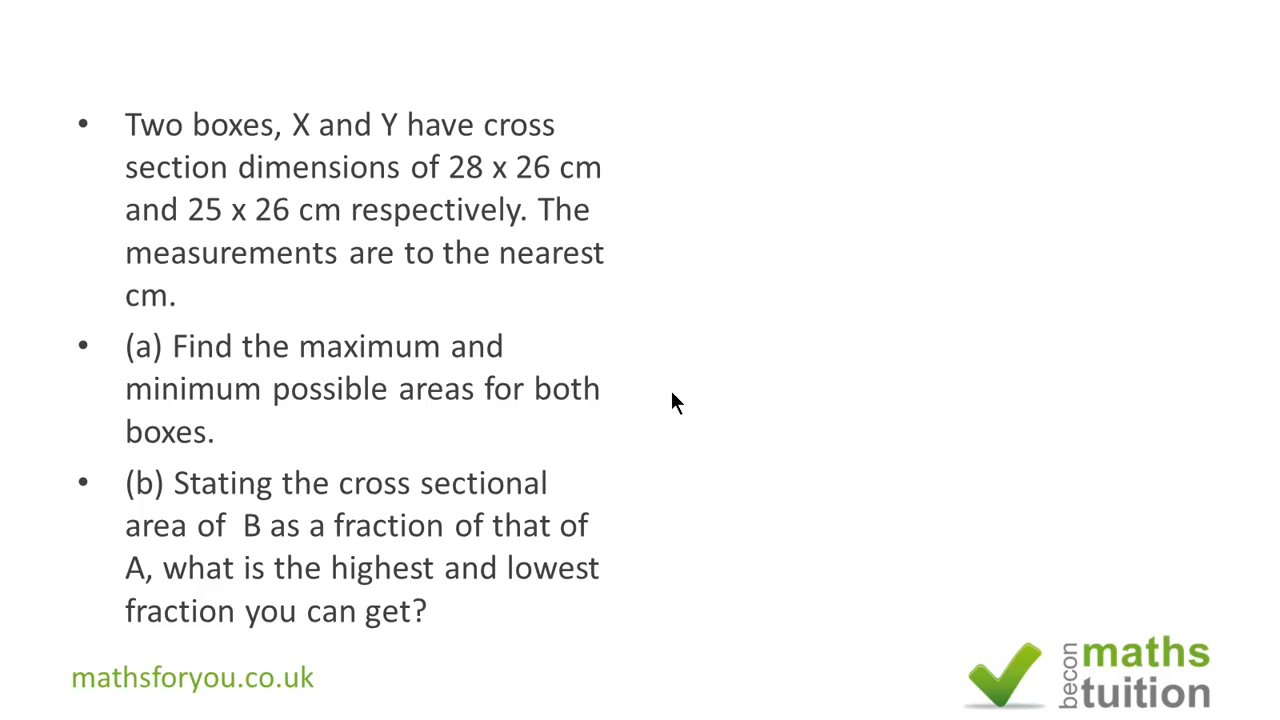 • Two boxes, X and Y have cross
section dimensions of 28 x 26 cm
and 25 x 26 cm respectively. The
measurements are to the nearest
cm.
• (a) Find the maximum and
minimum possible areas for both
boxes.
• (b) Stating the cross sectional
area of  B as a fraction of that of
A, what is the highest and lowest
fraction you can get?
mathsforyou.co.uk
becon
maths
tuition